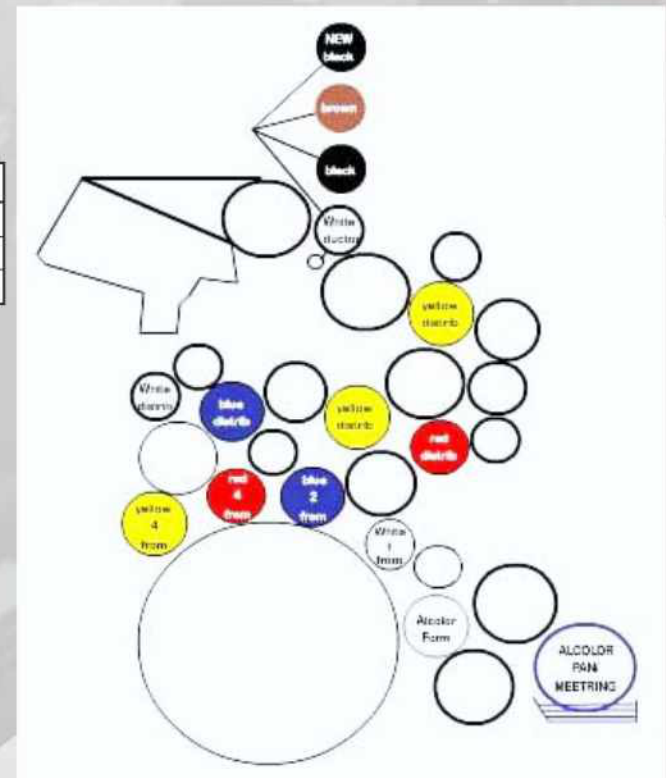 NEW
black
brown
black
White
ductor
yellow
distrib
White
distrib
blue
distrib
yellow
distrib
red
distrib
red
4
from
blue
2
from
yellow
4
from
White
1
from
Alcolor
Form
ALCOLOR
PAN/
MEETRING